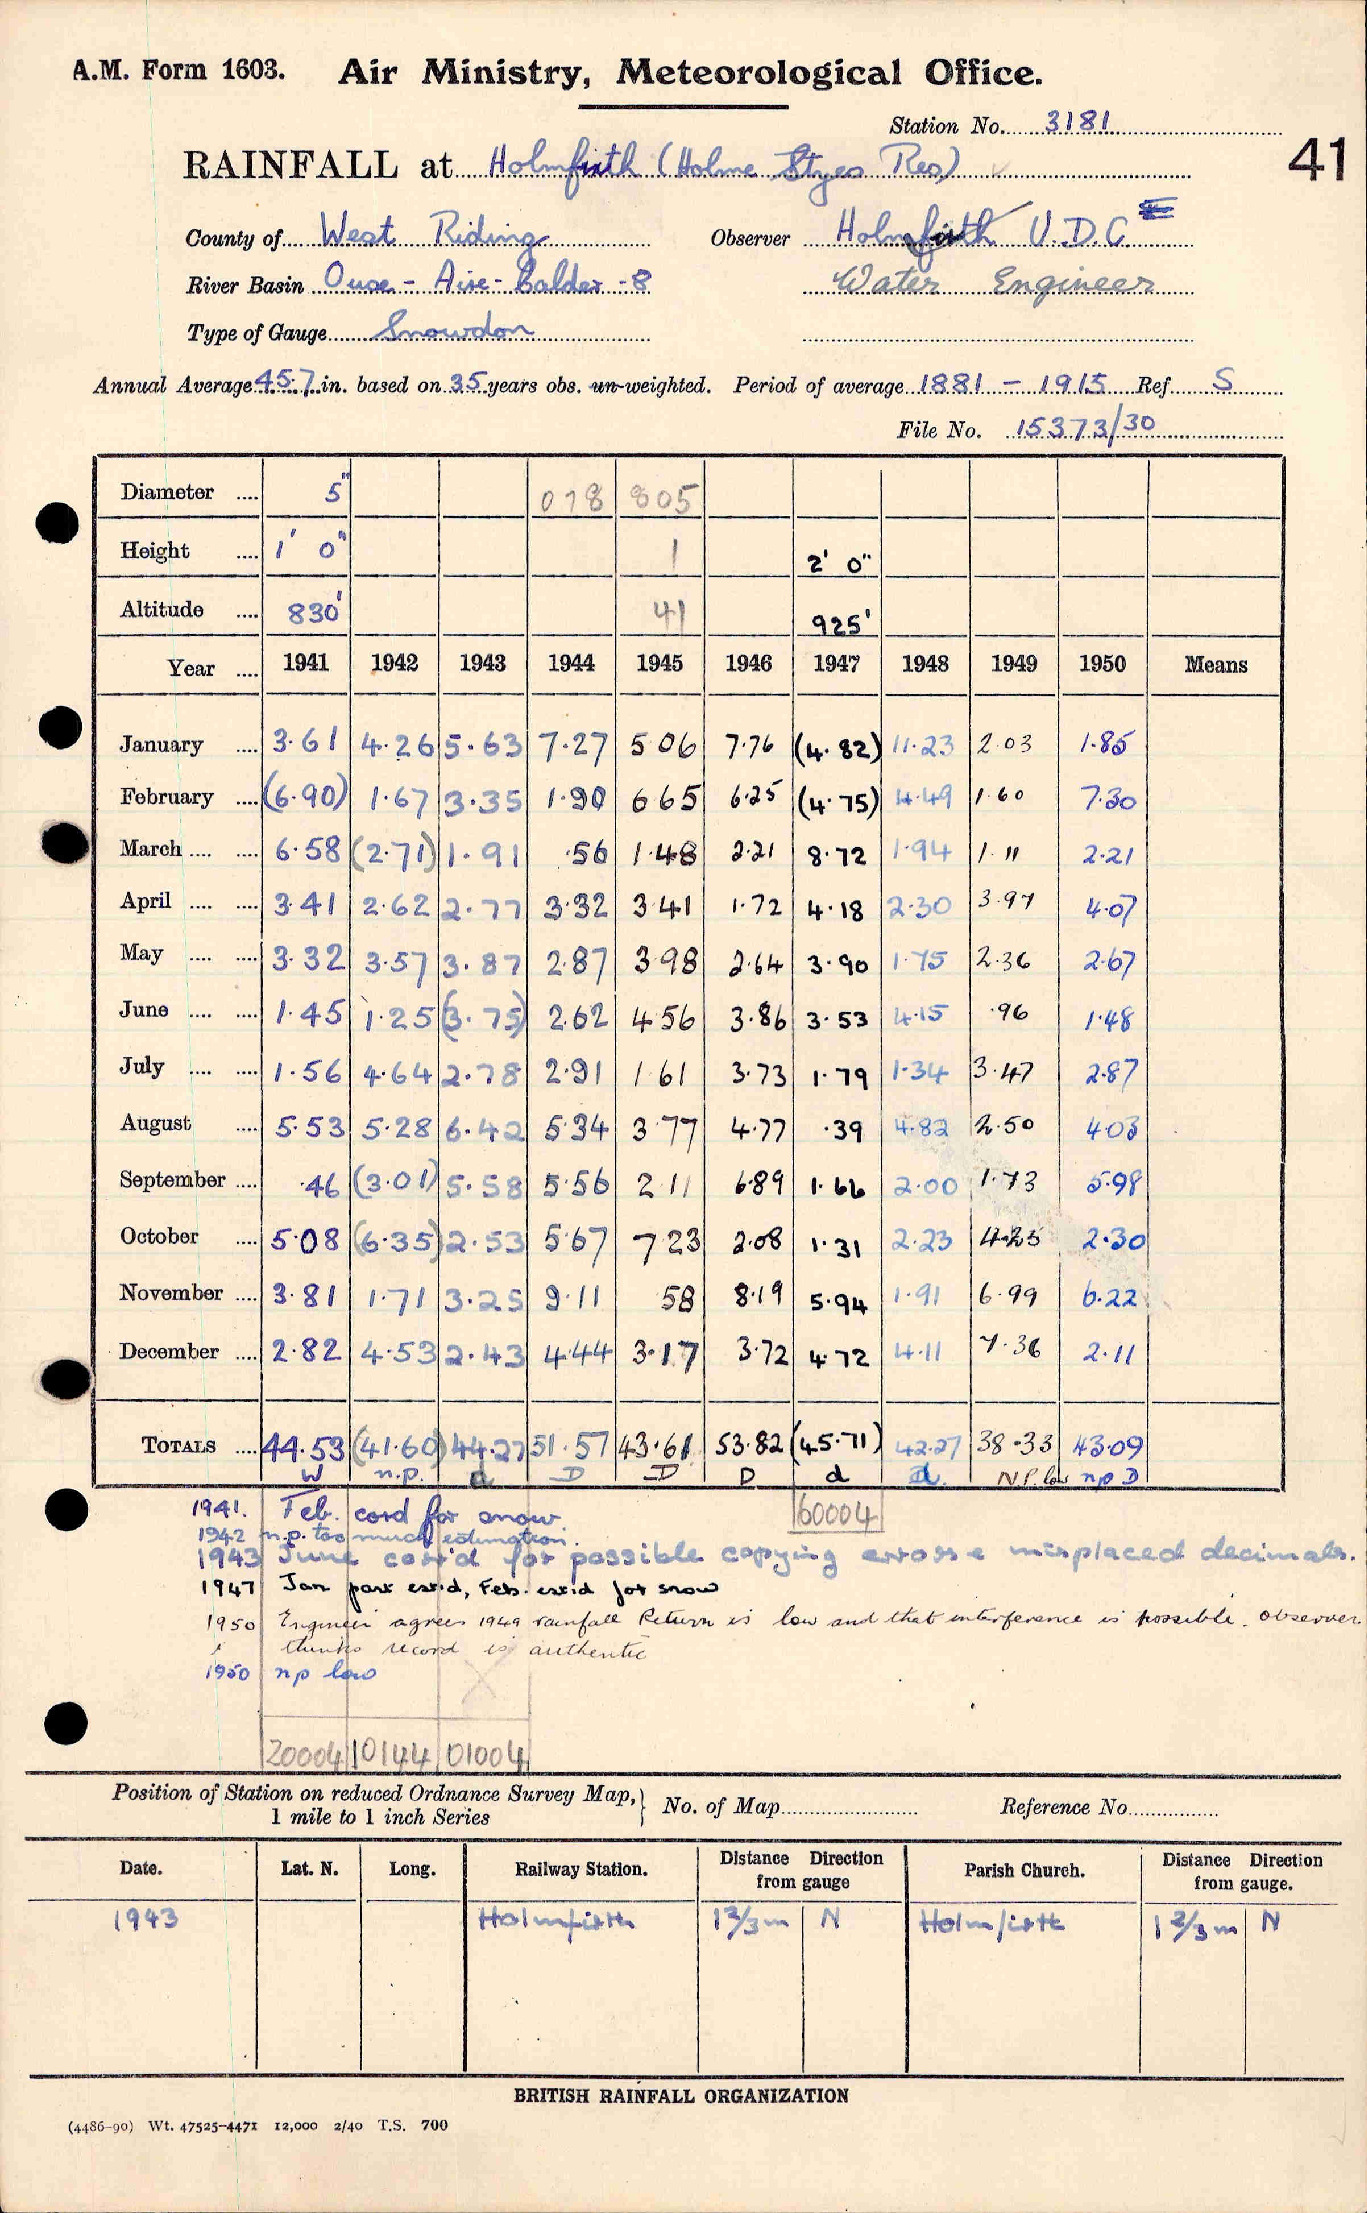 A.M. Form 1603. Air Ministry, Meteorological Office.
Station No. 3181
41
RAINFALL at Holmfirth (Holme Styes Res)
County of West Riding Observer Holmfirth U.D.C
River Basin Ouse - Aire - Calder - 8 Water Engineer
Type of Gauge Snowdon
Annual Average 45.7 in. based on 35 years obs. un-weighted. Period of average 1881 - 1915 Ref S
File No. 15373/30
Diameter .... 5" 078 805
Height .... 1' 0" 1 2' 0"
Altitude .... 830' 41 925'
Year .... 1941 1942 1943 1944 1945 1946 1947 1948 1949 1950 Means
January .... 3.61 4.26 5.63 7.27 5 06 7.76 (4.82) 11.23 2.03 1.85
February .... (6.90) 1.67 3.35 1.90 6 65 6.25 (4.75) 4.49 1.60 7.30
March .... .... 6.58 (2.71) 1.91 .56 1.48 2.21 8.72 1.94 1.11 2.21
April .... .... 3.41 2.62 2.77 3.32 3 41 1.72 4.18 2.30 3.97 4.07
May .... .... 3.32 3.57 3.87 2.87 3 98 2.64 3.90 1.75 2.36 2.67
June .... .... 1.45 1.25 (3.75) 2.62 4 56 3.86 3.53 4.15 .96 1.48
July .... .... 1.56 4.64 2.78 2.91 1 61 3.73 1.79 1.34 3.47 2.87
August .... 5.53 5.28 6.42 5.34 3 77 4.77 .39 4.82 2.50 4.03
September .... .46 (3.01) 5.58 5.56 2 11 6.89 1.66 2.00 1.73 5.98
October .... 5.08 (6.35) 2.53 5.67 7 23 2.08 1.31 2.23 4.25 2.30
November .... 3.81 1.71 3.25 9.11 58 8.19 5.94 1.91 6.99 6.22
December .... 2.82 4.53 2.43 4.44 3.17 3.72 4.72 4.11 7.36 2.11
TOTALS .... 44.53 (41.60) 44.27 51.57 43.61 53.82 (45.71) 42.27 38.33 43.09
W n.p. d D D D d d. N.P. low np D
1941. Feb. cord for snow 60004
1942 n.p. too much estimation.
1943 June corr'd for possible copying errors & misplaced decimals.
1947 Jan part est'd, Feb. est'd for snow
1950 Engineer agrees 1949 rainfall Return is low and that interference is possible. Observer
thinks record is authentic
1950 np low
20004 10144 01004
Position of Station on reduced Ordnance Survey Map, } No. of Map Reference No.
1 mile to 1 inch Series
Date. Lat. N. Long. Railway Station. Distance Direction from gauge Parish Church. Distance Direction from gauge.
1943 Holmfirth 1 2/3 m N Holmfirth 1 2/3 m N
BRITISH RAINFALL ORGANIZATION
(4486-90) Wt. 47525-4471 12,000 2/40 T.S. 700